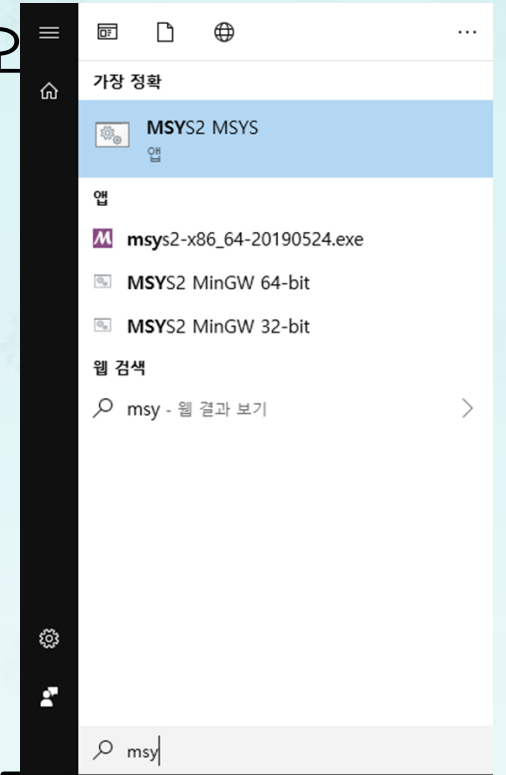 가장 정확
MSYS2 MSYS
앱
앱
msys2-x86_64-20190524.exe
MSYS2 MinGW 64-bit
MSYS2 MinGW 32-bit
웹 검색
msy - 웹 결과 보기
msy